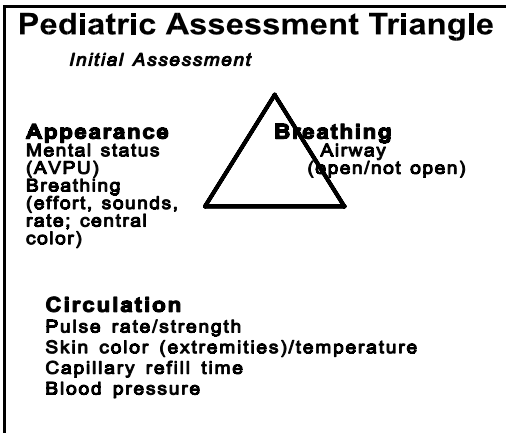 Pediatric Assessment Triangle
Initial Assessment
Appearance
Mental status
(AVPU)
Breathing
(effort, sounds,
rate; central
color)
Breathing
Airway
(open/not open)
Circulation
Pulse rate/strength
Skin color (extremities)/temperature
Capillary refill time
Blood pressure